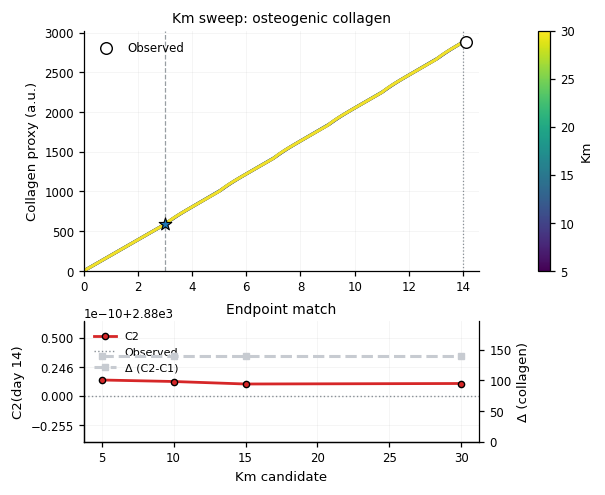 Km sweep: osteogenic collagen
3000
2500
2000
1500
1000
500
0
Collagen proxy (a.u.)
Observed
0 2 4 6 8 10 12 14
30
25
20
15
10
5
Km
1e−10+2.88e3
Endpoint match
0.500
0.246
0.000
−0.255
C2(day 14)
C2
Observed
Δ (C2-C1)
150
100
50
0
Δ (collagen)
5 10 15 20 25 30
Km candidate